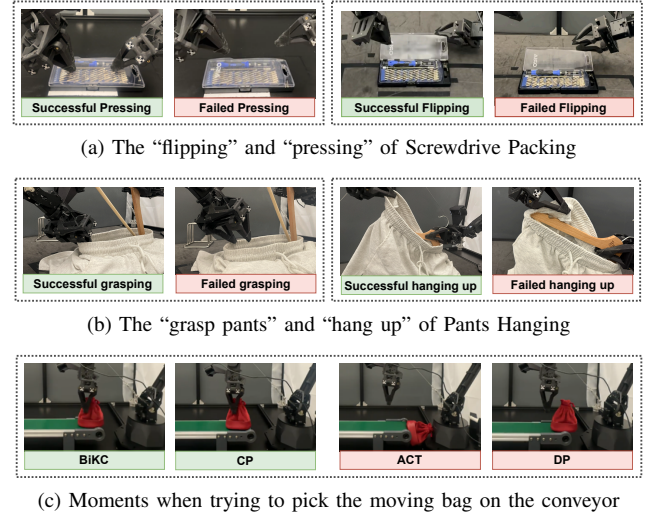 Successful Pressing
Failed Pressing
Successful Flipping
Failed Flipping
(a) The “flipping” and “pressing” of Screwdrive Packing
Successful grasping
Failed grasping
Successful hanging up
Failed hanging up
(b) The “grasp pants” and “hang up” of Pants Hanging
BiKC
CP
ACT
DP
(c) Moments when trying to pick the moving bag on the conveyor